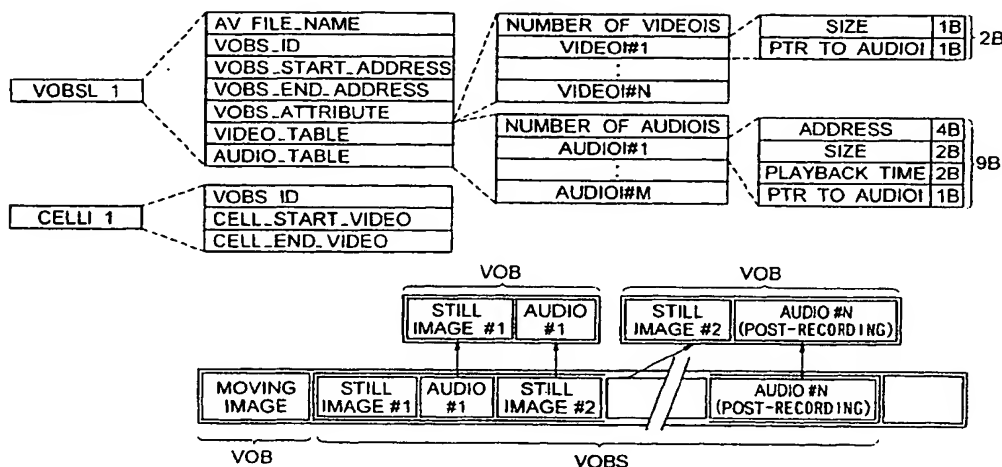 VOBSL 1
AV FILE_NAME
VOBS_ID
VOBS_START_ADDRESS
VOBS_END_ADDRESS
VOBS_ATTRIBUTE
VIDEO_TABLE
AUDIO_TABLE
NUMBER OF VIDEOIS
VIDEOI#1
⋮
VIDEOI#N
SIZE 1B
PTR TO AUDIOI 1B
2B
NUMBER OF AUDIOIS
AUDIOI#1
⋮
AUDIOI#M
ADDRESS 4B
SIZE 2B
PLAYBACK TIME 2B
PTR TO AUDIOI 1B
9B
CELLI 1
VOBS ID
CELL_START_VIDEO
CELL_END_VIDEO
VOB
VOB
STILL IMAGE #1
AUDIO #1
STILL IMAGE #2
AUDIO #N (POST-RECORDING)
MOVING IMAGE
STILL IMAGE #1
AUDIO #1
STILL IMAGE #2
AUDIO #N (POST-RECORDING)
VOB
VOBS